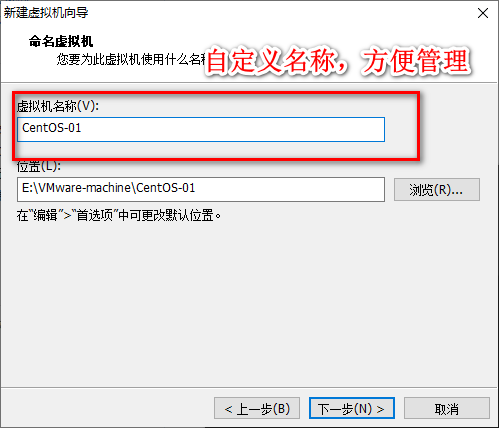 新建虚拟机向导
命名虚拟机
您要为此虚拟机使用什么名称
自定义名称，方便管理
虚拟机名称(V):
CentOS-01
位置(L):
E:\VMware-machine\CentOS-01
浏览(R)...
在“编辑”>“首选项”中可更改默认位置。
< 上一步(B)
下一步(N) >
取消